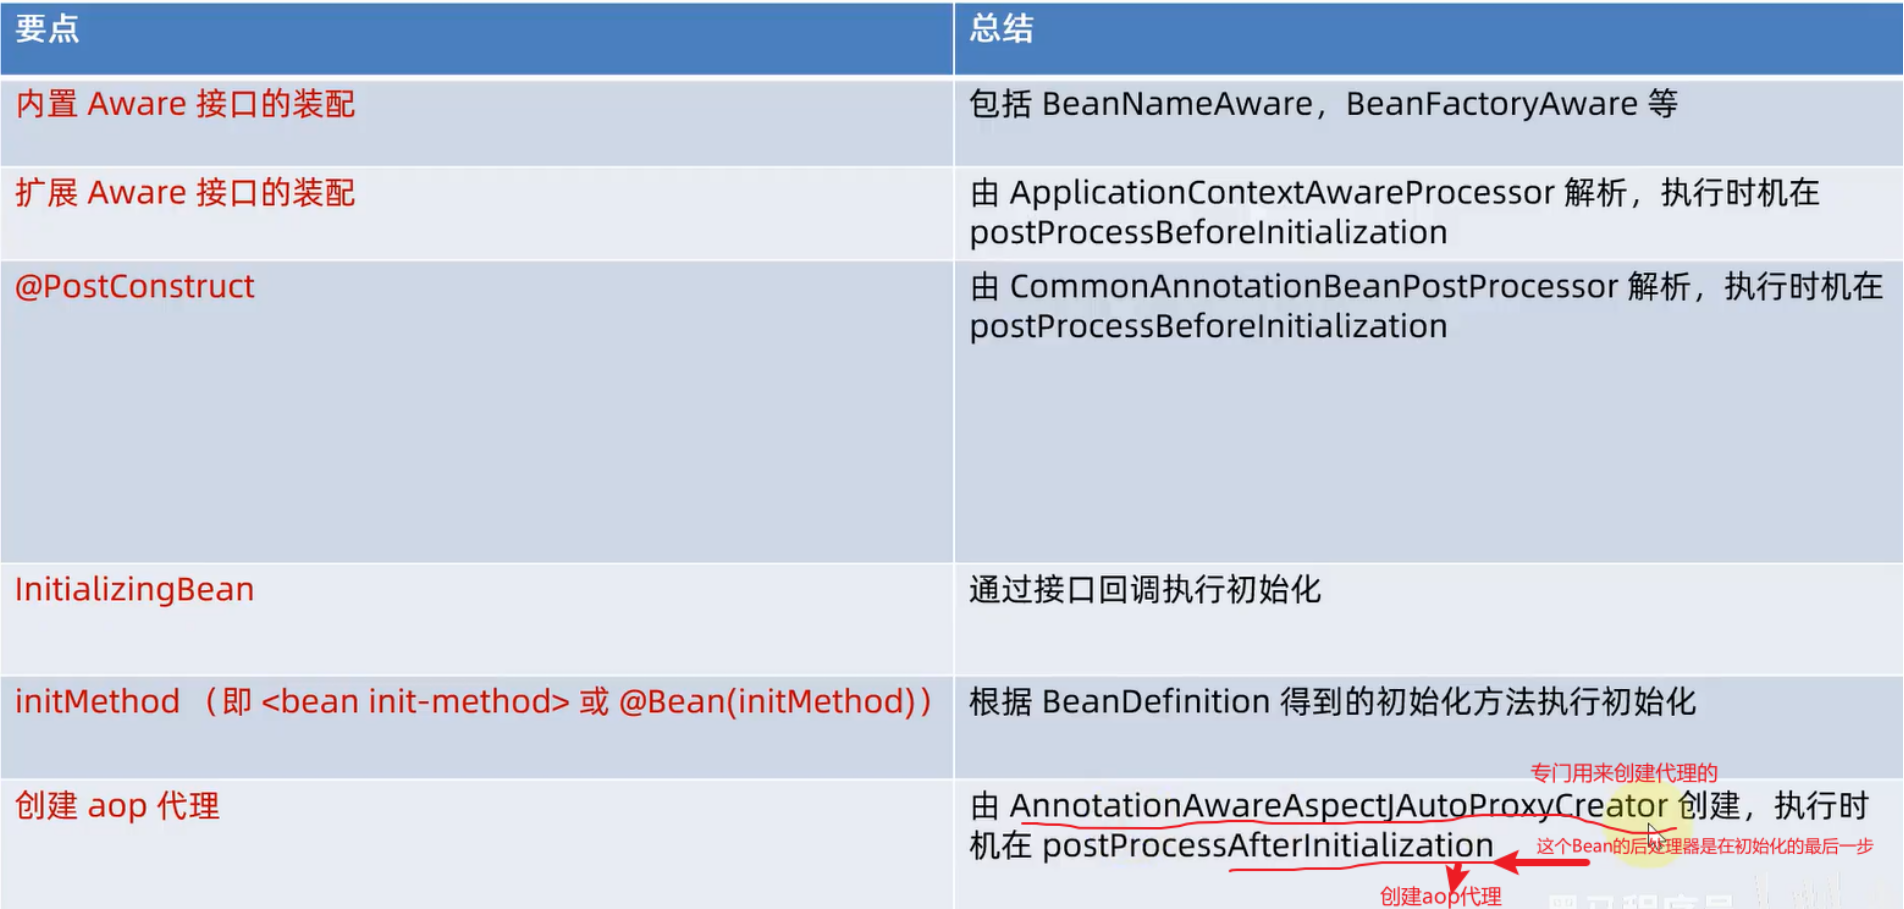 要点
总结
内置 Aware 接口的装配
包括 BeanNameAware，BeanFactoryAware 等
扩展 Aware 接口的装配
由 ApplicationContextAwareProcessor 解析，执行时机在
postProcessBeforeInitialization
@PostConstruct
由 CommonAnnotationBeanPostProcessor 解析，执行时机在
postProcessBeforeInitialization
InitializingBean
通过接口回调执行初始化
initMethod （即 <bean init-method> 或 @Bean(initMethod)）
根据 BeanDefinition 得到的初始化方法执行初始化
创建 aop 代理
专门用来创建代理的
由 AnnotationAwareAspectJAutoProxyCreator 创建，执行时
机在 postProcessAfterInitialization
这个Bean的后处理器是在初始化的最后一步
创建aop代理